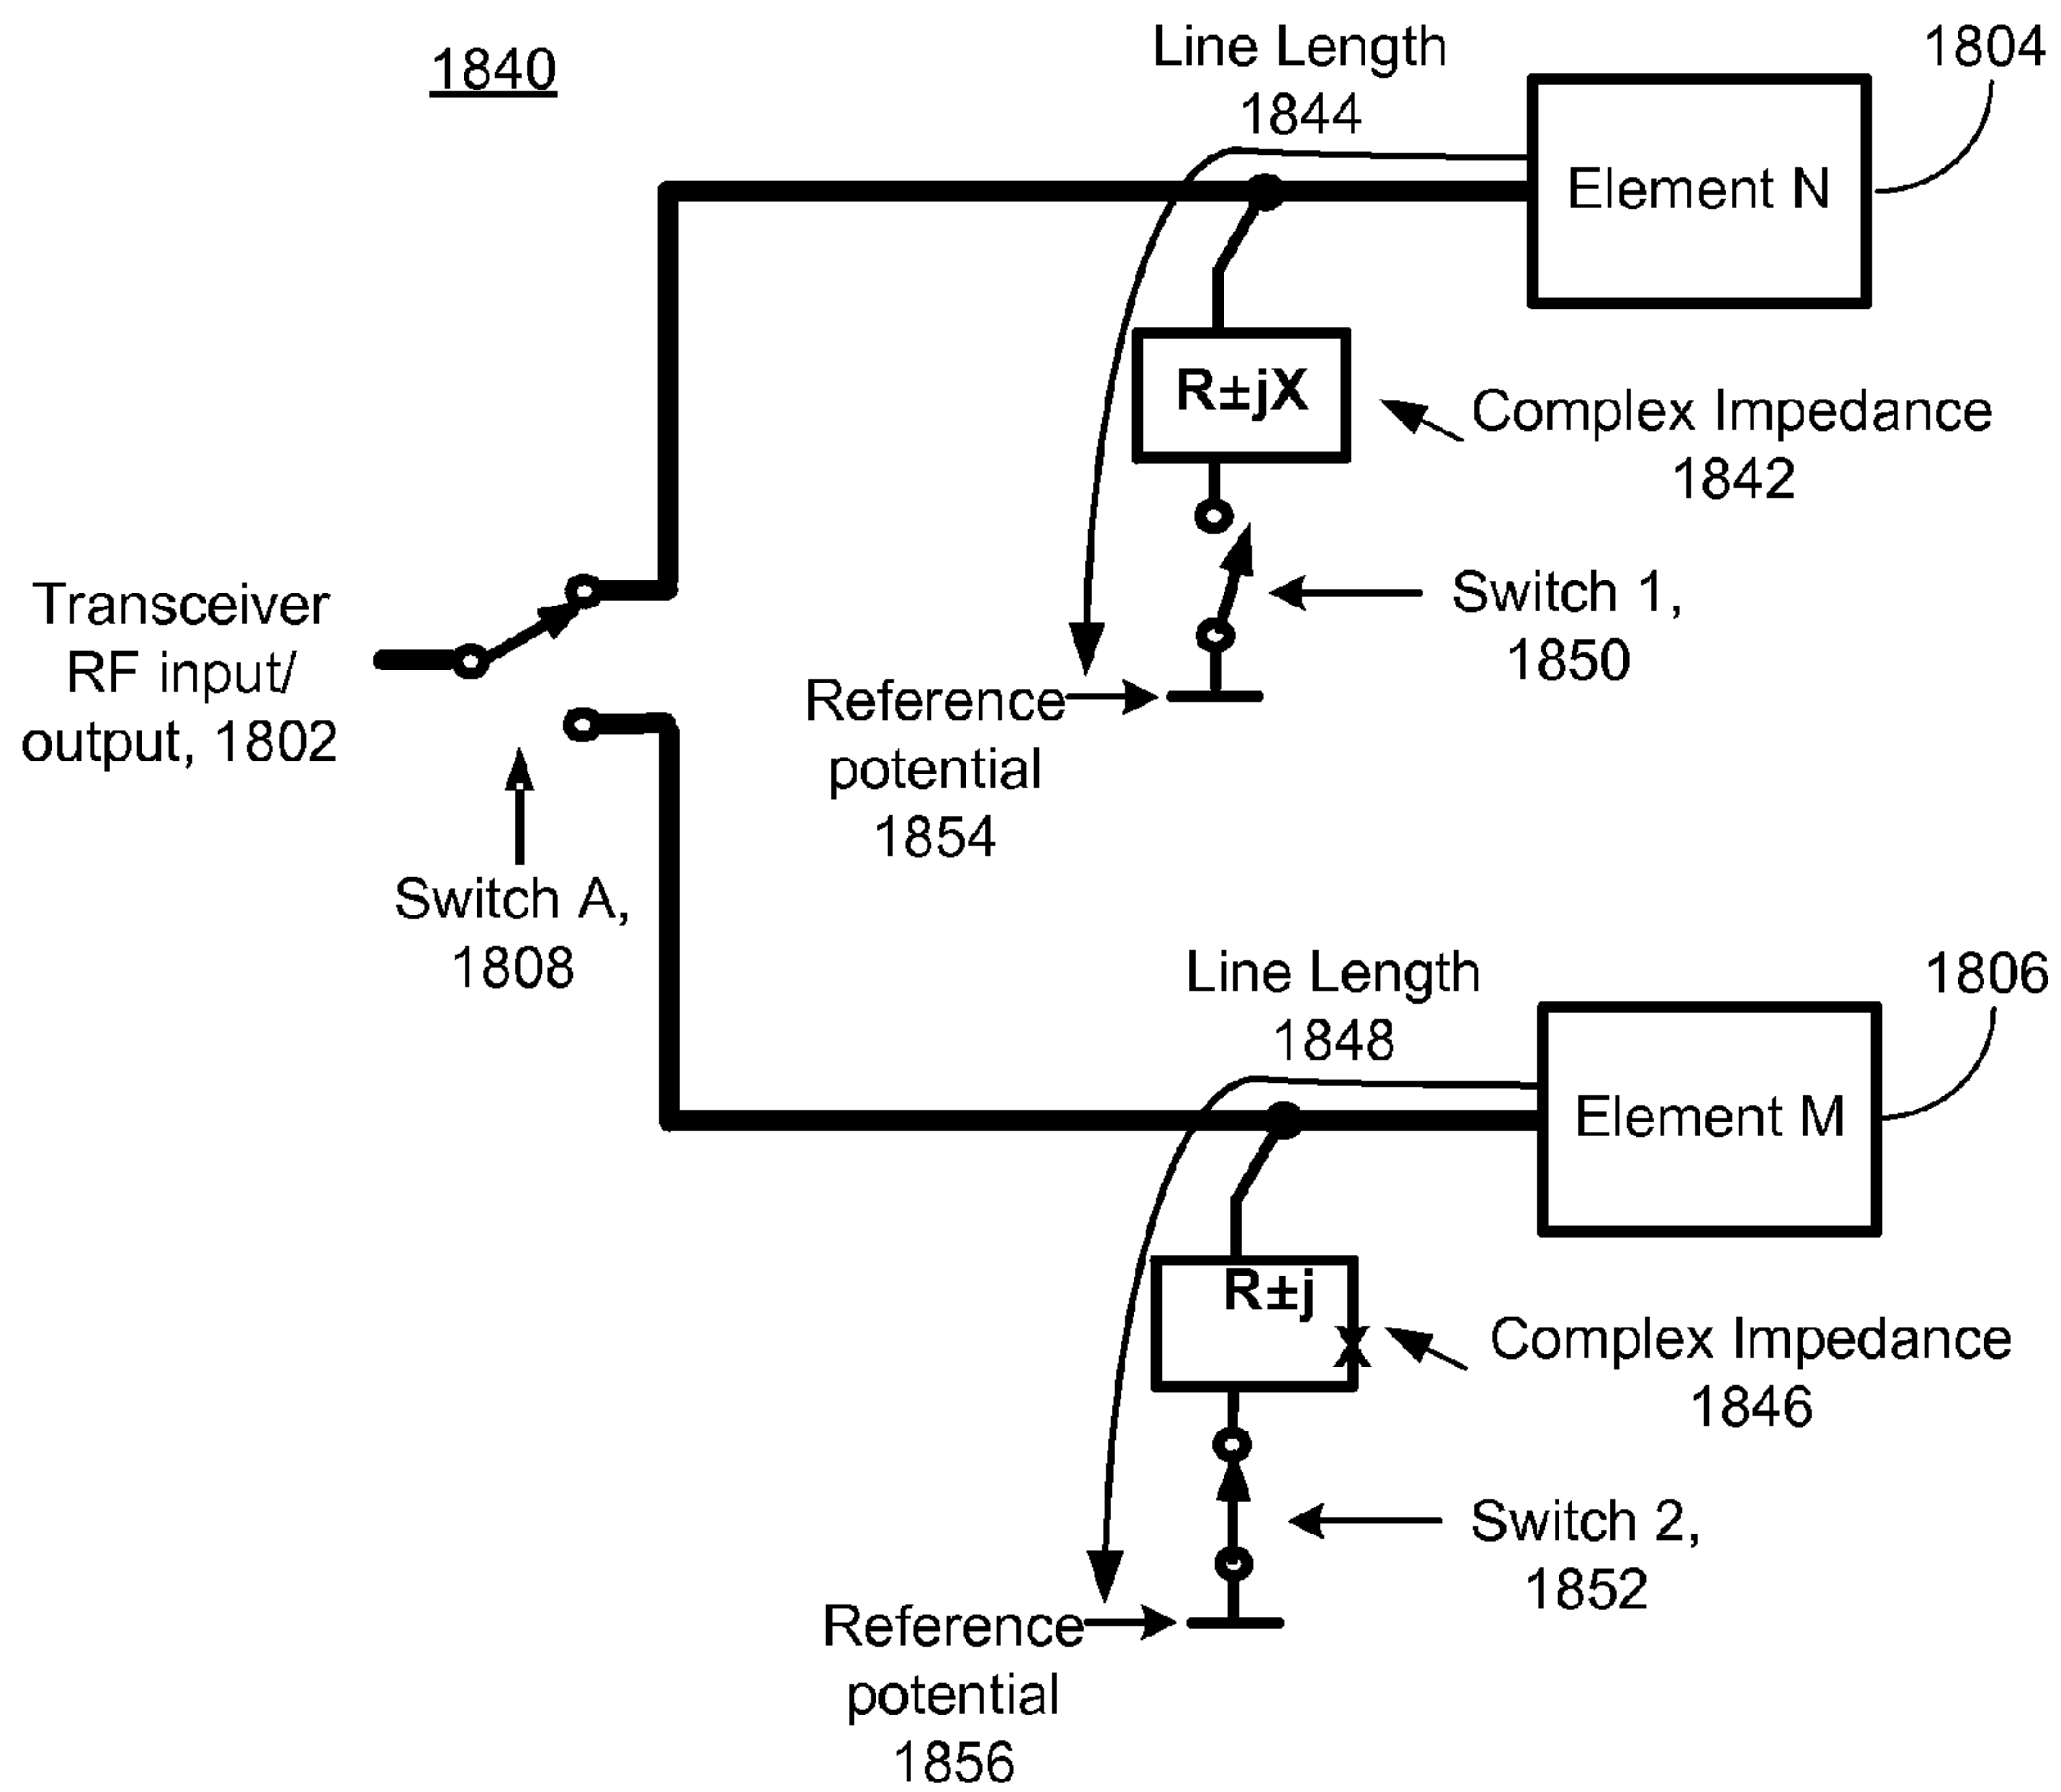 1840
Line Length
1844
1804
Element N
R±jX
Complex Impedance
1842
Switch 1,
1850
Transceiver
RF input/
output, 1802
Reference
potential
1854
Switch A,
1808
Line Length
1848
1806
Element M
R±j
X
Complex Impedance
1846
Switch 2,
1852
Reference
potential
1856